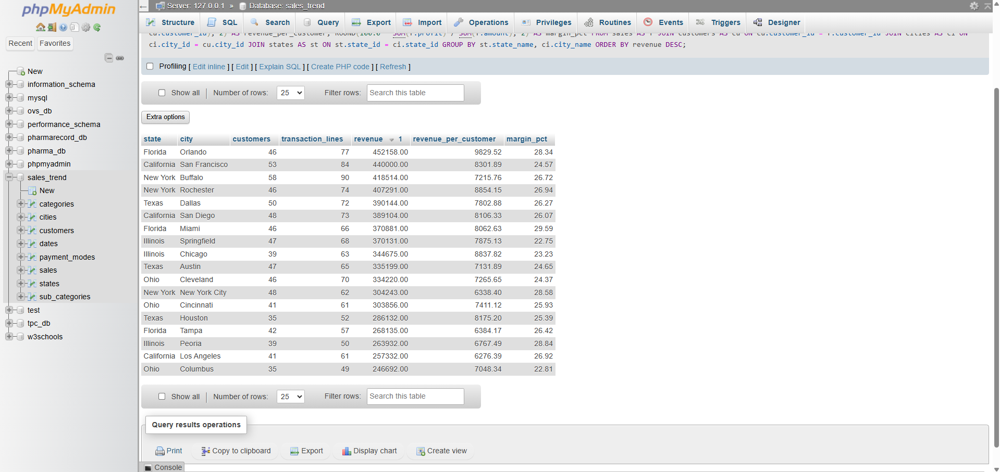 phpMyAdmin
Recent
Favorites
New
information_schema
mysql
ovs_db
performance_schema
pharmarecord_db
pharma_db
phpmyadmin
sales_trend
New
categories
cities
customers
dates
payment_modes
sales
states
sub_categories
test
tpc_db
w3schools
Server: 127.0.0.1 » Database: sales_trend
Structure SQL Search Query Export Import Operations Privileges Routines Events Triggers Designer
cu.customer_id), 2) AS revenue_per_customer, ROUND(100.0 * SUM(f.profit) / SUM(f.amount), 2) AS margin_pct FROM sales AS f JOIN customers AS cu ON cu.customer_id = f.customer_id JOIN cities AS ci ON
ci.city_id = cu.city_id JOIN states AS st ON st.state_id = ci.state_id GROUP BY st.state_name, ci.city_name ORDER BY revenue DESC;
Profiling [ Edit inline ] [ Edit ] [ Explain SQL ] [ Create PHP code ] [ Refresh ]
Show all | Number of rows: 25 Filter rows: Search this table
Extra options
state city customers transaction_lines revenue 1 revenue_per_customer margin_pct
Florida Orlando 46 77 452158.00 9829.52 28.34
California San Francisco 53 84 440000.00 8301.89 24.57
New York Buffalo 58 90 418514.00 7215.76 26.72
New York Rochester 46 74 407291.00 8854.15 26.94
Texas Dallas 50 72 390144.00 7802.88 26.27
California San Diego 48 73 389104.00 8106.33 26.07
Florida Miami 46 66 370881.00 8062.63 29.59
Illinois Springfield 47 68 370131.00 7875.13 22.75
Illinois Chicago 39 63 344675.00 8837.82 23.23
Texas Austin 47 65 335199.00 7131.89 24.65
Ohio Cleveland 46 70 334220.00 7265.65 24.37
New York New York City 48 62 304243.00 6338.40 28.58
Ohio Cincinnati 41 61 303856.00 7411.12 25.93
Texas Houston 35 52 286132.00 8175.20 25.39
Florida Tampa 42 57 268135.00 6384.17 26.42
Illinois Peoria 39 50 263932.00 6767.49 28.84
California Los Angeles 41 61 257332.00 6276.39 26.92
Ohio Columbus 35 49 246692.00 7048.34 22.81
Show all | Number of rows: 25 Filter rows: Search this table
Query results operations
Print Copy to clipboard Export Display chart Create view
Console